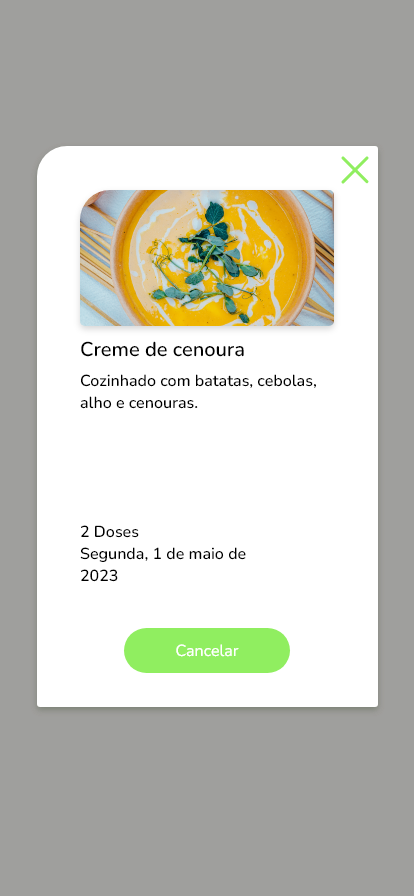 Creme de cenoura
Cozinhado com batatas, cebolas,
alho e cenouras.
2 Doses
Segunda, 1 de maio de
2023
Cancelar